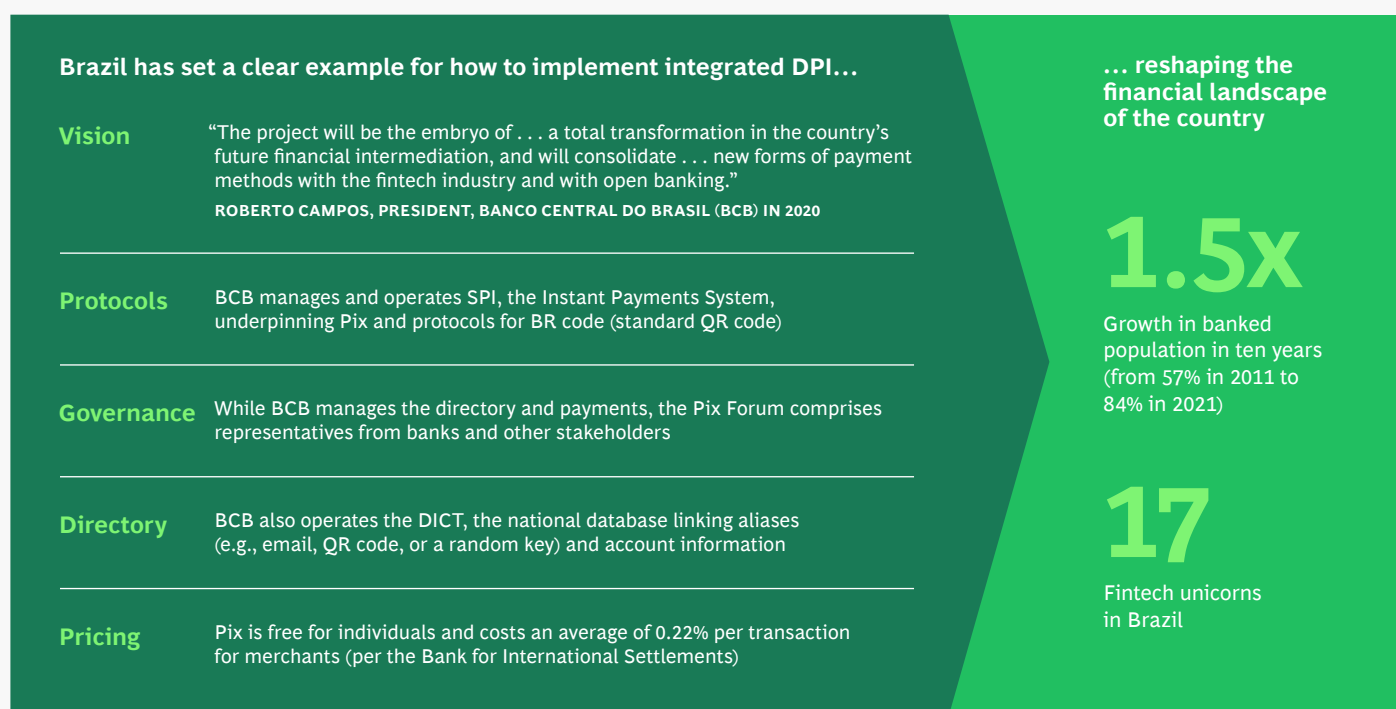 Brazil has set a clear example for how to implement integrated DPI...
Vision
“The project will be the embryo of . . . a total transformation in the country’s
future financial intermediation, and will consolidate . . . new forms of payment
methods with the fintech industry and with open banking.”
ROBERTO CAMPOS, PRESIDENT, BANCO CENTRAL DO BRASIL (BCB) IN 2020
Protocols
BCB manages and operates SPI, the Instant Payments System,
underpinning Pix and protocols for BR code (standard QR code)
Governance
While BCB manages the directory and payments, the Pix Forum comprises
representatives from banks and other stakeholders
Directory
BCB also operates the DICT, the national database linking aliases
(e.g., email, QR code, or a random key) and account information
Pricing
Pix is free for individuals and costs an average of 0.22% per transaction
for merchants (per the Bank for International Settlements)
... reshaping the
financial landscape
of the country
1.5x
Growth in banked
population in ten years
(from 57% in 2011 to
84% in 2021)
17
Fintech unicorns
in Brazil